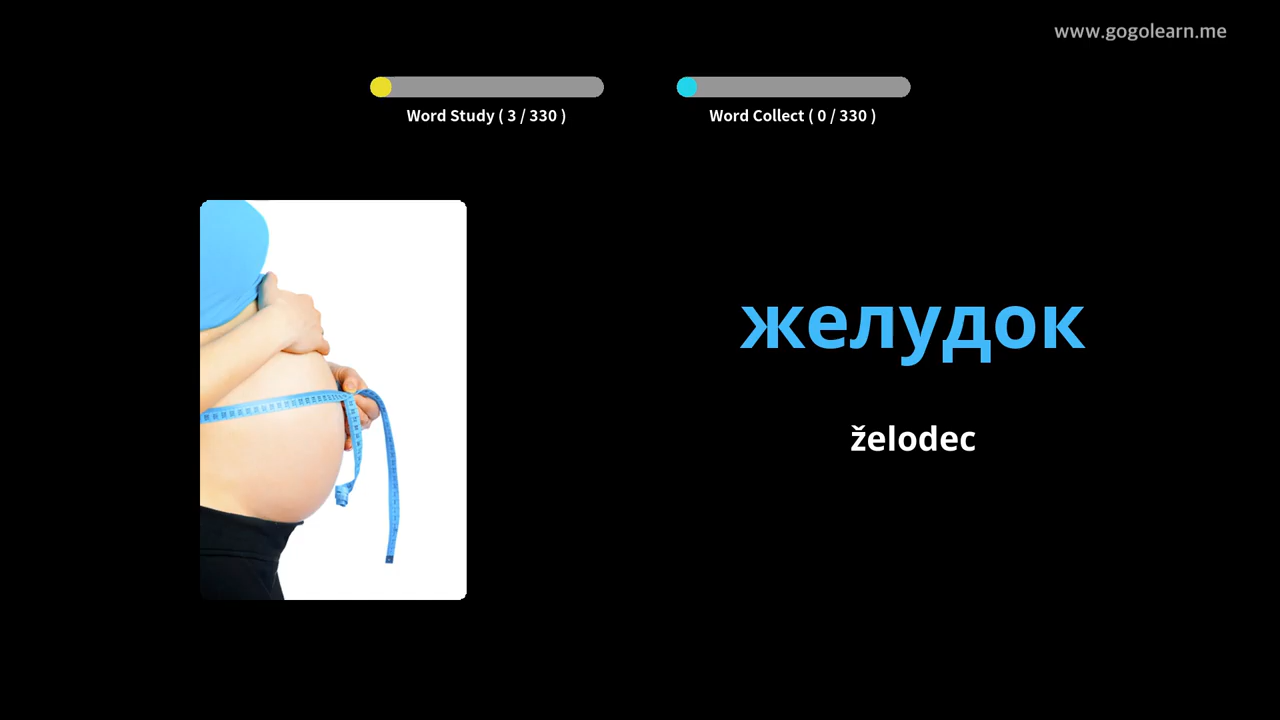 www.gogolearn.me
Word Study ( 3 / 330 )
Word Collect ( 0 / 330 )
желудок
želodec